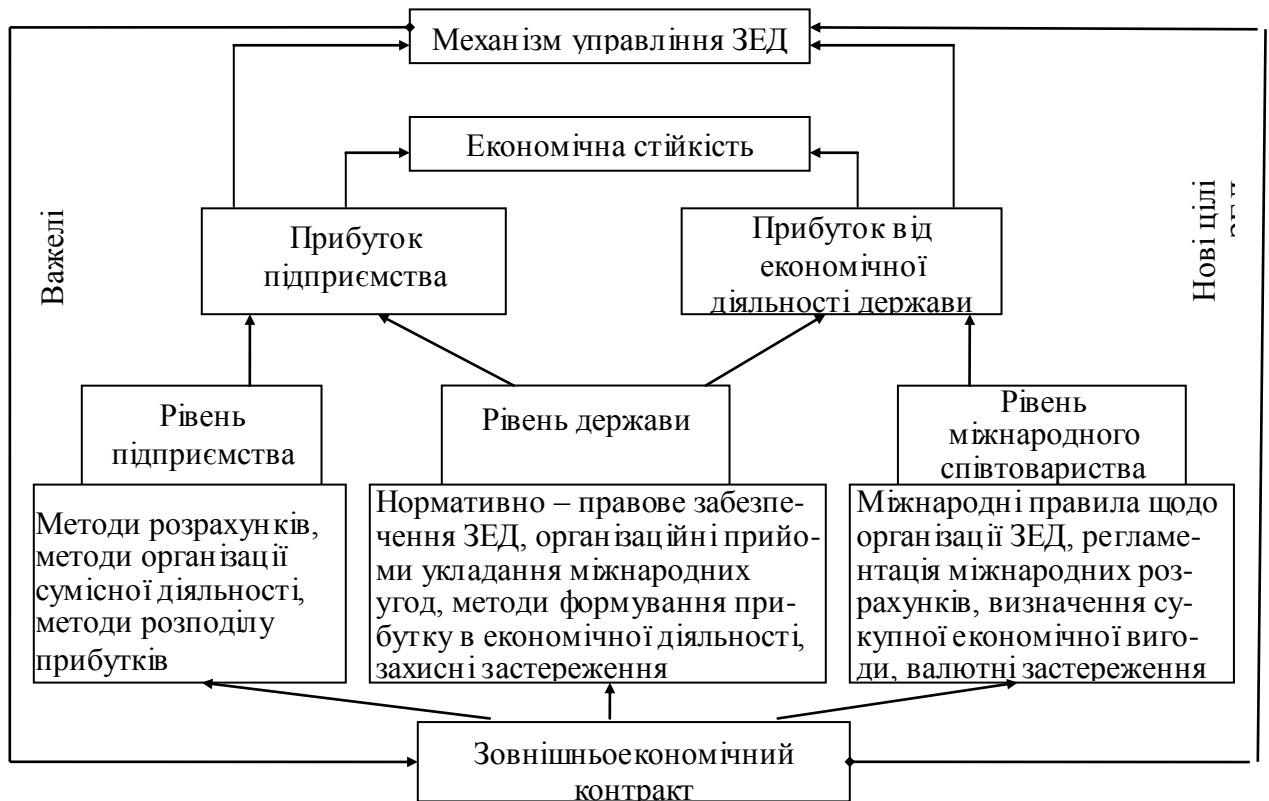 Механізм управління ЗЕД
Економічна стійкість
Важелі
Нові цілі
ЗЕД
Прибуток
підприємства
Прибуток від
економічної
діяльності держави
Рівень
підприємства
Рівень держави
Рівень
міжнародного
співтовариства
Методи розрахунків,
методи організації
сумісної діяльності,
методи розподілу
прибутків
Нормативно – правове забезпе-
чення ЗЕД, організаційні прийо-
ми укладання міжнародних
угод, методи формування при-
бутку в економічної діяльності,
захисні застереження
Міжнародні правила щодо
організації ЗЕД, регламе-
нтація міжнародних роз-
рахунків, визначення су-
купної економічної виго-
ди, валютні застереження
Зовнішньоекономічний
контракт